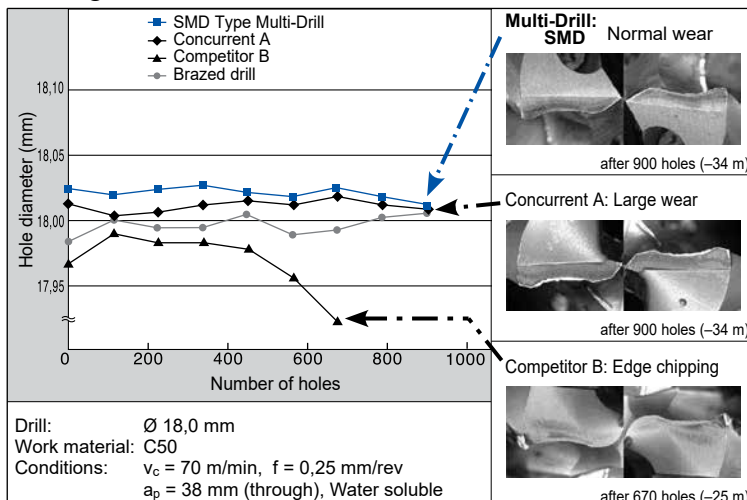 SMD Type Multi-Drill
Concurrent A
Competitor B
Brazed drill
Hole diameter (mm)
18,10
18,05
18,00
17,95
0 200 400 600 800 1000
Number of holes
Multi-Drill:
SMD Normal wear
after 900 holes (–34 m)
Concurrent A: Large wear
after 900 holes (–34 m)
Competitor B: Edge chipping
after 670 holes (–25 m)
Drill: Ø 18,0 mm
Work material: C50
Conditions: vc = 70 m/min, f = 0,25 mm/rev
ap = 38 mm (through), Water soluble